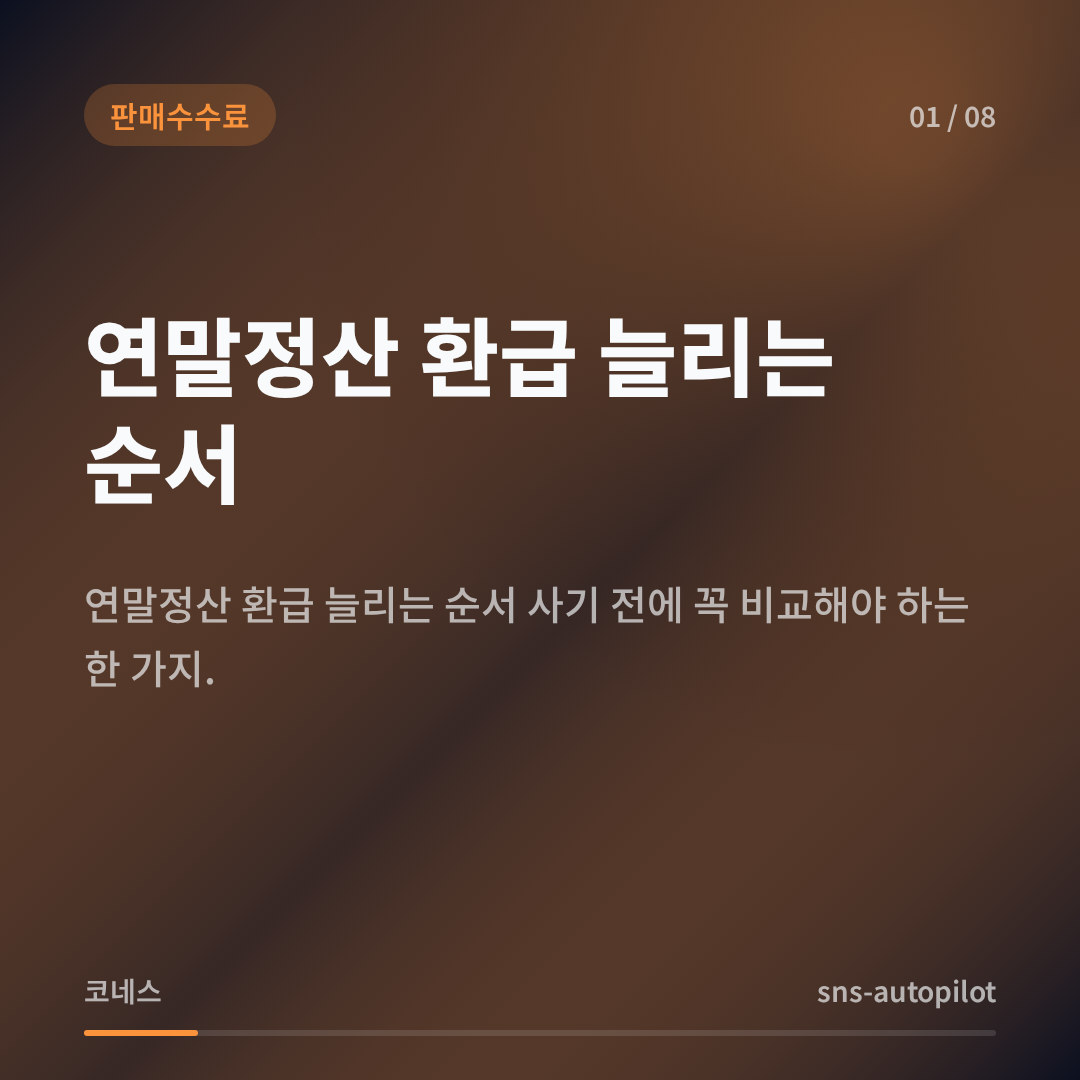 판매수수료
01 / 08
연말정산 환급 늘리는
순서
연말정산 환급 늘리는 순서 사기 전에 꼭 비교해야 하는
한 가지.
코네스
sns-autopilot